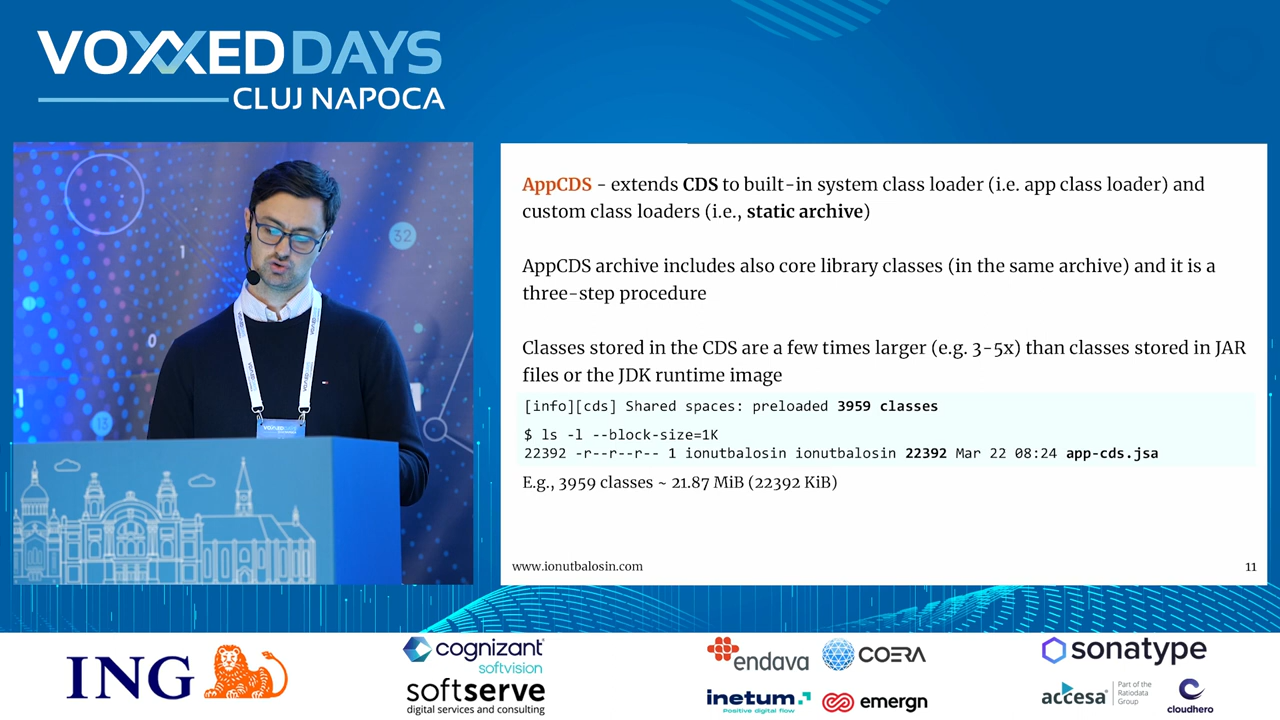 VOXXEDDAYS
CLUJ NAPOCA
32
1
0
1
13
VOXXED
AppCDS - extends CDS to built-in system class loader (i.e. app class loader) and
custom class loaders (i.e., static archive)
AppCDS archive includes also core library classes (in the same archive) and it is a
three-step procedure
Classes stored in the CDS are a few times larger (e.g. 3-5x) than classes stored in JAR
files or the JDK runtime image
[info][cds] Shared spaces: preloaded 3959 classes
$ ls -l --block-size=1K
22392 -r--r--r-- 1 ionutbalosin ionutbalosin 22392 Mar 22 08:24 app-cds.jsa
E.g., 3959 classes ~ 21.87 MiB (22392 KiB)
www.ionutbalosin.com
11
ING
cognizant
softvision
softserve
digital services and consulting
endava
COERA
inetum.
Positive digital flow
emergn
sonatype
accesa
Part of the
Ratiodata
Group
cloudhero